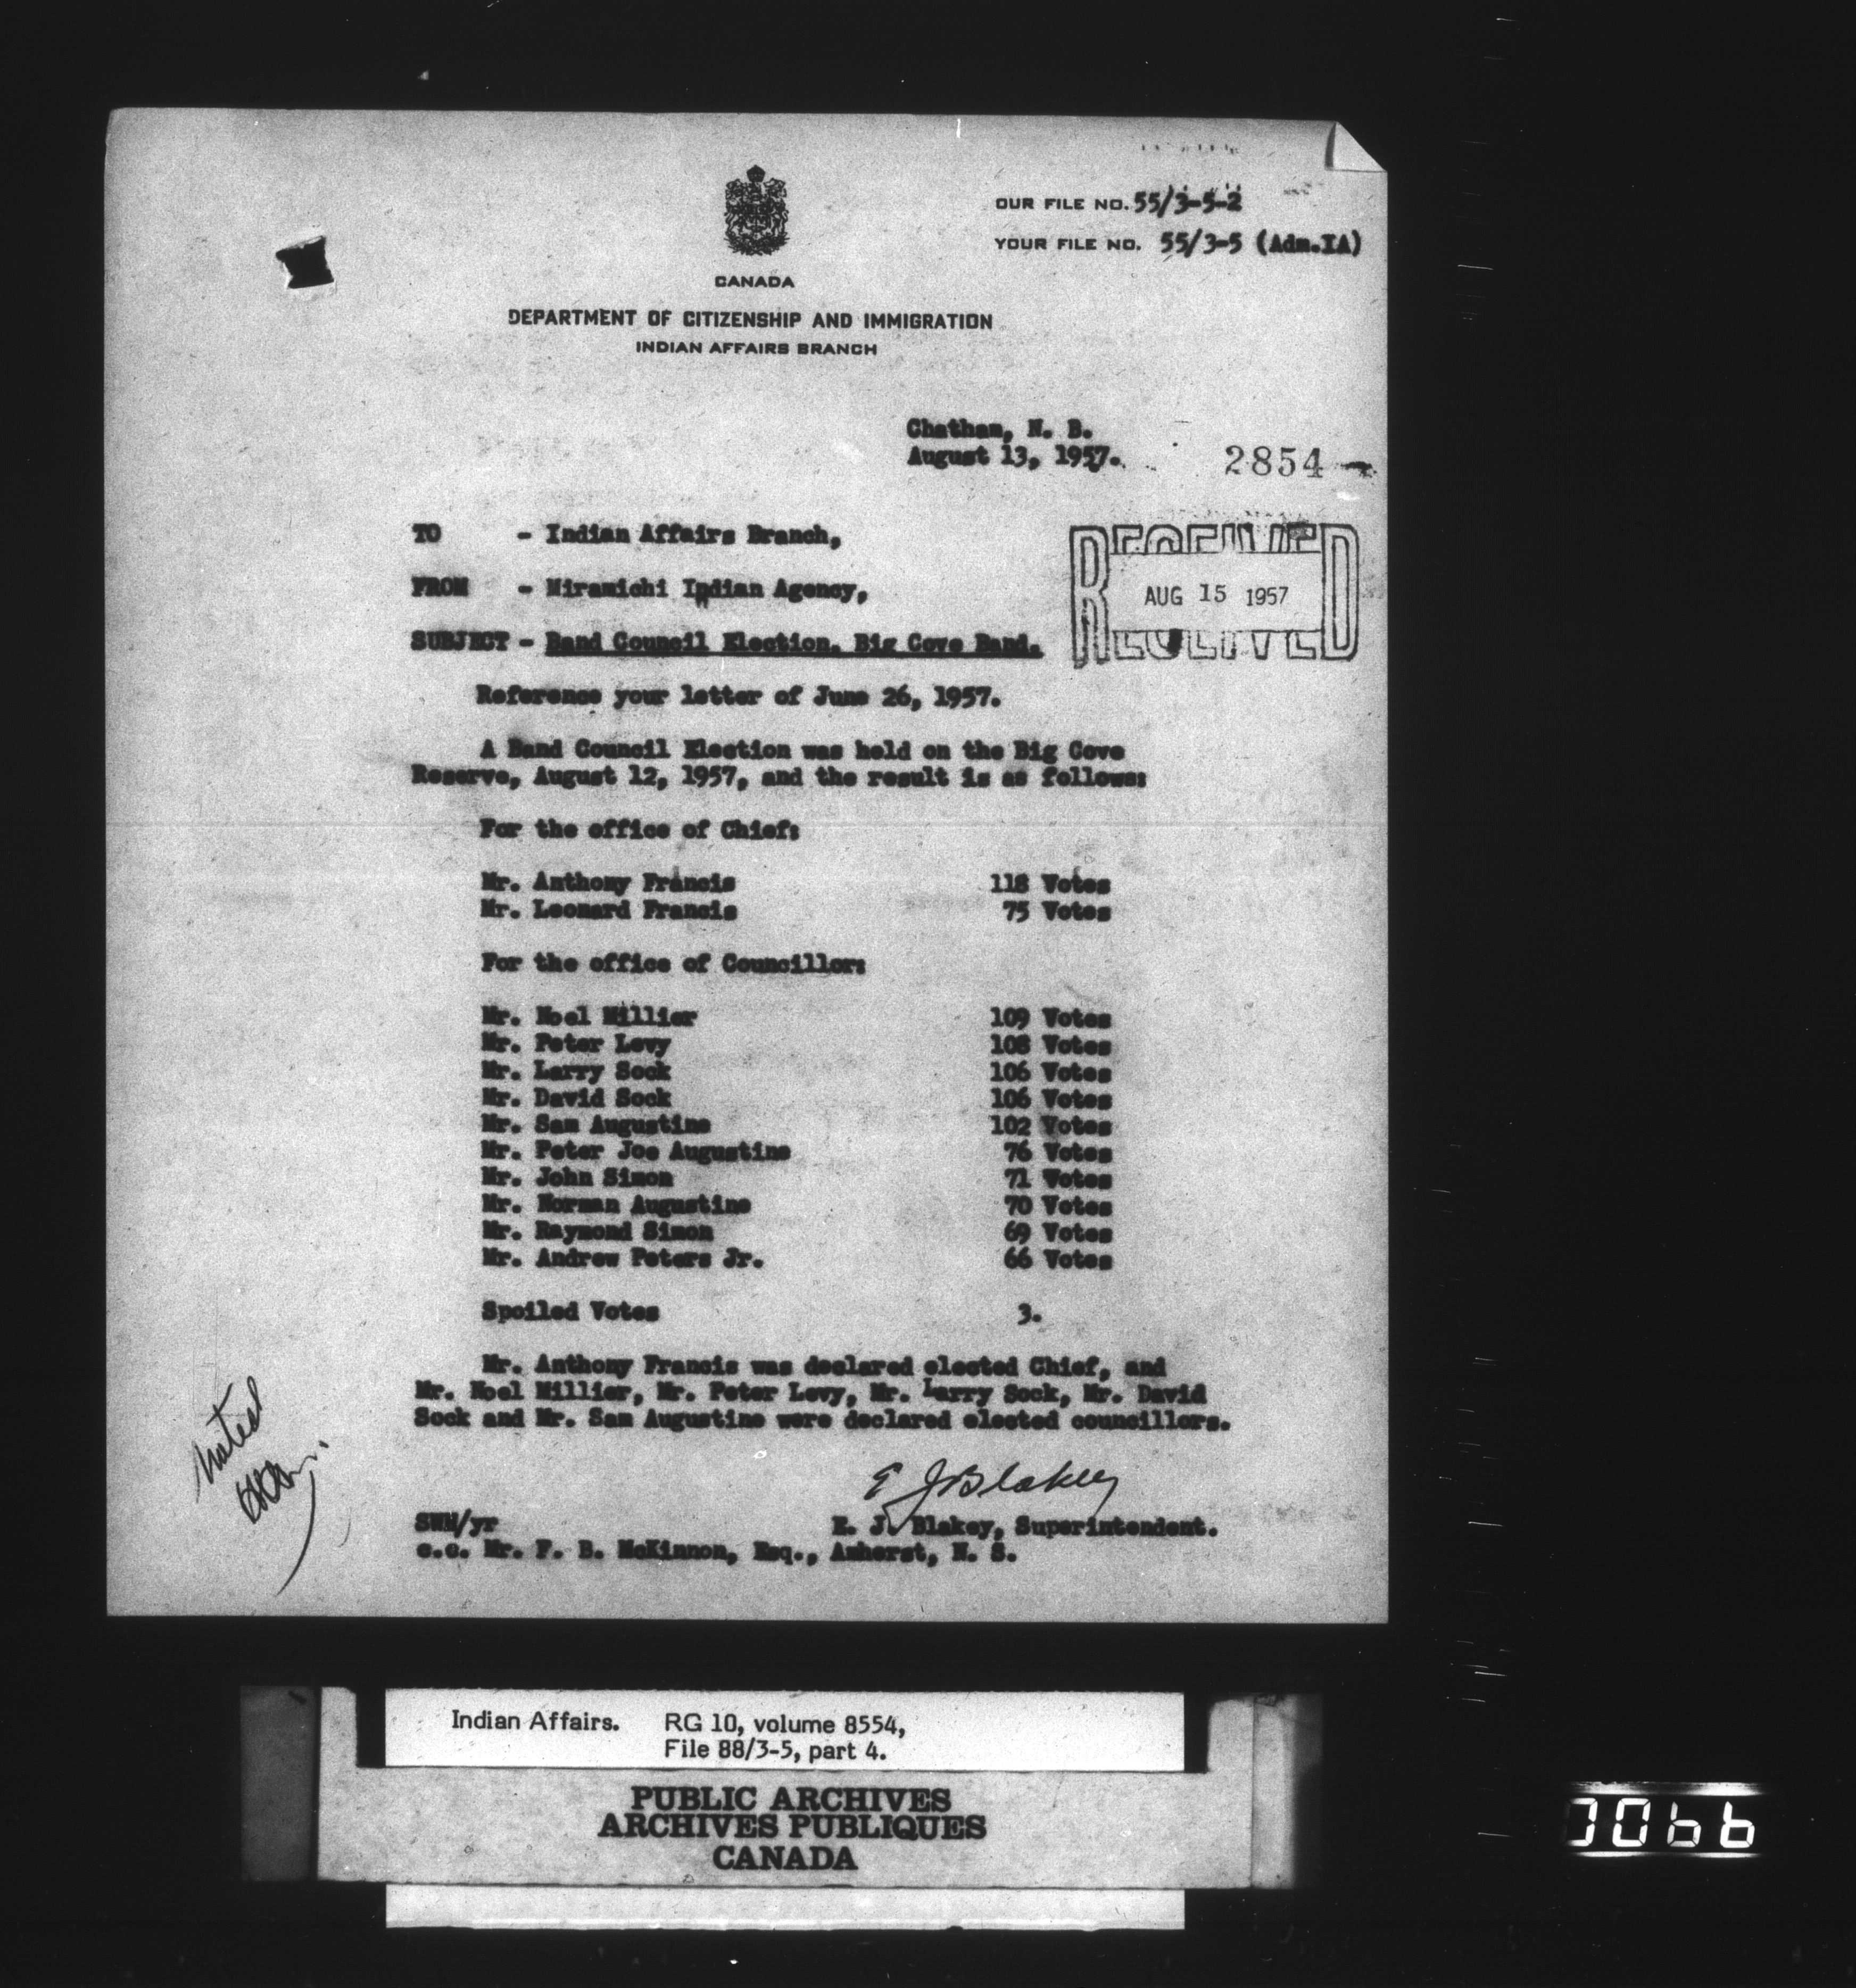 OUR FILE NO. 55/3-5-2
YOUR FILE NO. 55/3-5 (Adm.IA)
CANADA
DEPARTMENT OF CITIZENSHIP AND IMMIGRATION
INDIAN AFFAIRS BRANCH
Chatham, N. B.
August 13, 1957.
2854
TO - Indian Affairs Branch,
RECEIVED
AUG 15 1957
RECEIVED
FROM - Miramichi Indian Agency,
SUBJECT - Band Council Election. Big Cove Band.
Reference your letter of June 26, 1957.
A Band Council Election was held on the Big Cove
Reserve, August 12, 1957, and the result is as follows:
For the office of Chief:
Mr. Anthony Francis 118 Votes
Mr. Leonard Francis 75 Votes
For the office of Councillor:
Mr. Noel Millier 109 Votes
Mr. Peter Levy 108 Votes
Mr. Larry Sock 106 Votes
Mr. David Sock 106 Votes
Mr. Sam Augustine 102 Votes
Mr. Peter Joe Augustine 76 Votes
Mr. John Simon 71 Votes
Mr. Norman Augustine 70 Votes
Mr. Raymond Simon 69 Votes
Mr. Andrew Peters Jr. 66 Votes
Spoiled Votes 3.
Mr. Anthony Francis was declared elected Chief, and
Mr. Noel Millier, Mr. Peter Levy, Mr. Larry Sock, Mr. David
Sock and Mr. Sam Augustine were declared elected councillors.
Noted
E J Blakey
SWM/yr E. J. Blakey, Superintendent.
c.c. Mr. F. B. McKinnon, Esq., Amherst, N. S.
Indian Affairs. RG 10, volume 8554,
File 88/3-5, part 4.
PUBLIC ARCHIVES
ARCHIVES PUBLIQUES
CANADA
0066